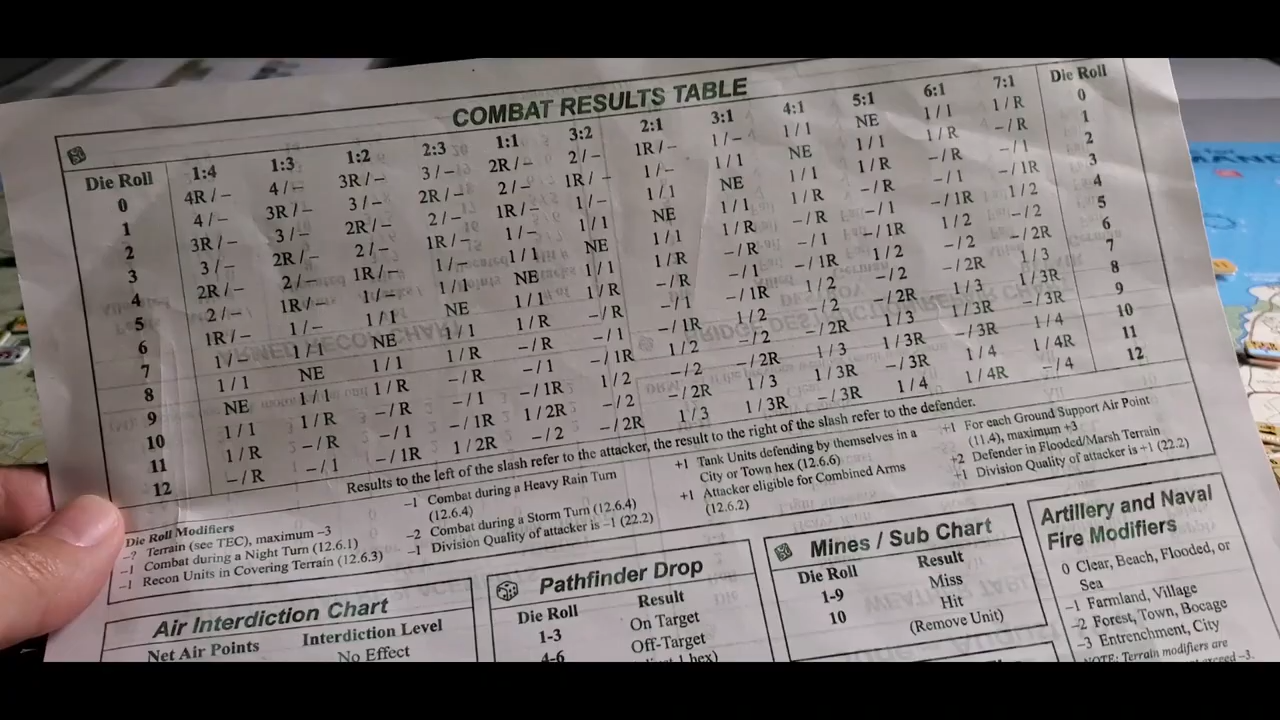 COMBAT RESULTS TABLE
Die Roll 1:4 1:3 1:2 2:3 1:1 3:2 2:1 3:1 4:1 5:1 6:1 7:1 Die Roll
0 4R / – 4 / – 3R / – 3 / – 2R / – 2 / – 1R / – 1 / – 1 / 1 NE 1 / 1 1 / R 0
1 4 / – 3R / – 3 / – 2R / – 2 / – 1R / – 1 / – 1 / 1 NE 1 / 1 1 / R – / R 1
2 3R / – 3 / – 2R / – 2 / – 1R / – 1 / – 1 / 1 NE 1 / 1 1 / R – / R – / 1 2
3 3 / – 2R / – 2 / – 1R / – 1 / – 1 / 1 NE 1 / 1 1 / R – / R – / 1 – / 1R 3
4 2R / – 2 / – 1R / – 1 / – 1 / 1 NE 1 / 1 1 / R – / R – / 1 – / 1R 1 / 2 4
5 2 / – 1R / – 1 / – 1 / 1 NE 1 / 1 1 / R – / R – / 1 – / 1R 1 / 2 – / 2 5
6 1R / – 1 / – 1 / 1 NE 1 / 1 1 / R – / R – / 1 – / 1R 1 / 2 – / 2 – / 2R 6
7 1 / – 1 / 1 NE 1 / 1 1 / R – / R – / 1 – / 1R 1 / 2 – / 2 – / 2R 1 / 3 7
8 1 / 1 NE 1 / 1 1 / R – / R – / 1 – / 1R 1 / 2 – / 2 – / 2R 1 / 3 1 / 3R 8
9 NE 1 / 1 1 / R – / R – / 1 – / 1R 1 / 2 – / 2 – / 2R 1 / 3 1 / 3R – / 3R 9
10 1 / 1 1 / R – / R – / 1 – / 1R 1 / 2 – / 2 – / 2R 1 / 3 1 / 3R – / 3R 1 / 4 10
11 1 / R – / R – / 1 – / 1R 1 / 2R – / 2 – / 2R 1 / 3 1 / 3R – / 3R 1 / 4 1 / 4R 11
12 – / R – / 1 – / 1R 1 / 2R – / 2 – / 2R 1 / 3 1 / 3R – / 3R 1 / 4 1 / 4R – / 4 12
Results to the left of the slash refer to the attacker, the result to the right of the slash refer to the defender.
Die Roll Modifiers
–? Terrain (see TEC), maximum –3
–1 Combat during a Night Turn (12.6.1)
–1 Recon Units in Covering Terrain (12.6.3)
–1 Combat during a Heavy Rain Turn
(12.6.4)
–2 Combat during a Storm Turn (12.6.4)
–1 Division Quality of attacker is –1 (22.2)
+1 Tank Units defending by themselves in a
City or Town hex (12.6.6)
+1 Attacker eligible for Combined Arms
(12.6.2)
+1 For each Ground Support Air Point
(11.4), maximum +3
+2 Defender in Flooded/Marsh Terrain
+1 Division Quality of attacker is +1 (22.2)
Air Interdiction Chart
Net Air Points Interdiction Level
No Effect
Pathfinder Drop
Die Roll Result
1-3 On Target
4-6 Off-Target
1 hex)
Mines / Sub Chart
Die Roll Result
1-9 Miss
10 Hit
(Remove Unit)
Artillery and Naval
Fire Modifiers
0 Clear, Beach, Flooded, or
Sea
–1 Farmland, Village
–2 Forest, Town, Bocage
–3 Entrenchment, City
NOTE: Terrain modifiers are